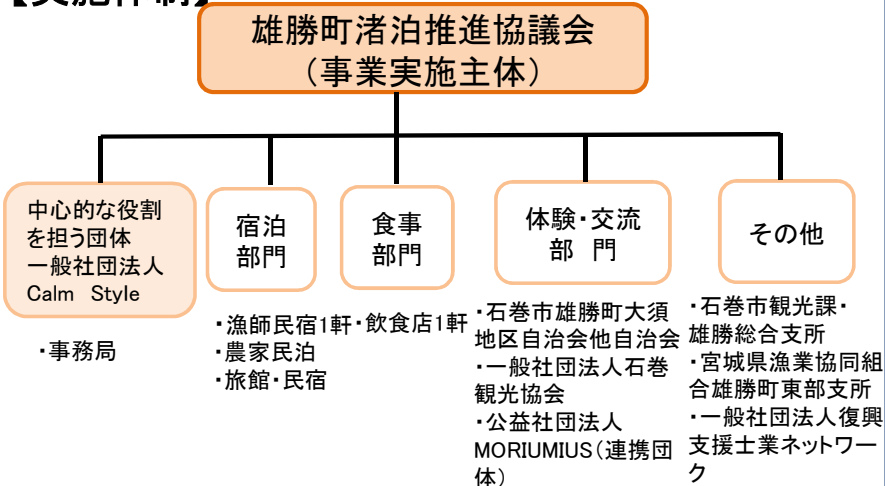 【実施体制】
雄勝町渚泊推進協議会
（事業実施主体）
中心的な役割
を担う団体
一般社団法人
Calm Style
・事務局
宿泊
部門
・漁師民宿1軒
・農家民泊
・旅館・民宿
食事
部門
・飲食店1軒
体験・交流
部 門
・石巻市雄勝町大須
地区自治会他自治会
・一般社団法人石巻
観光協会
・公益社団法人
MORIUMIUS（連携団
体）
その他
・石巻市観光課・
雄勝総合支所
・宮城県漁業協同組
合雄勝町東部支所
・一般社団法人復興
支援士業ネットワー
ク